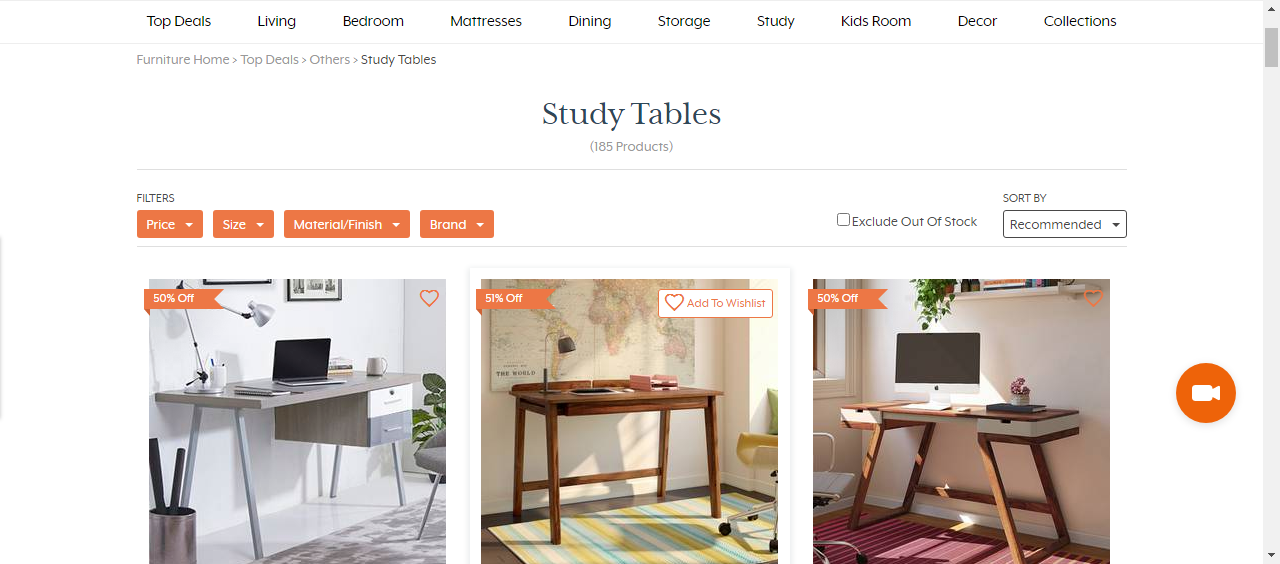 Top Deals Living Bedroom Mattresses Dining Storage Study Kids Room Decor Collections
Furniture Home > Top Deals > Others > Study Tables
Study Tables
(185 Products)
FILTERS
SORT BY
Price Size Material/Finish Brand
Exclude Out Of Stock
Recommended
50% Off
51% Off
Add To Wishlist
50% Off
THE WORLD